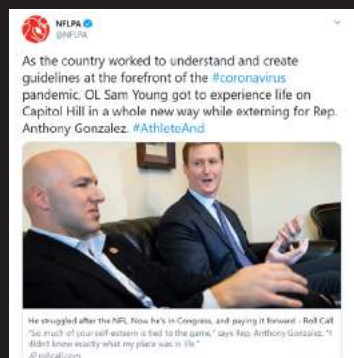 NFLPA
@NFLPA
As the country worked to understand and create
guidelines at the forefront of the #coronavirus
pandemic, OL Sam Young got to experience life on
Capitol Hill in a whole new way while externing for Rep.
Anthony Gonzalez. #AthleteAnd
He struggled after the NFL. Now he's in Congress, and paying it forward - Roll Call
"So much of your self-esteem is tied to the game," says Rep. Anthony Gonzalez. "I
didn't know exactly what my place was in life."
rollcall.com